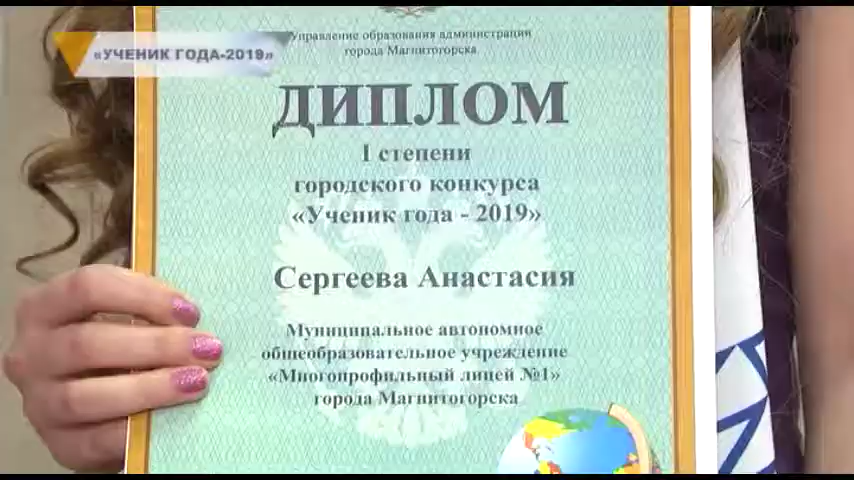 «УЧЕНИК ГОДА-2019»
Управление образования администрации
города Магнитогорска
ДИПЛОМ
I степени
городского конкурса
«Ученик года - 2019»
Сергеева Анастасия
Муниципальное автономное
общеобразовательное учреждение
«Многопрофильный лицей №1»
города Магнитогорска